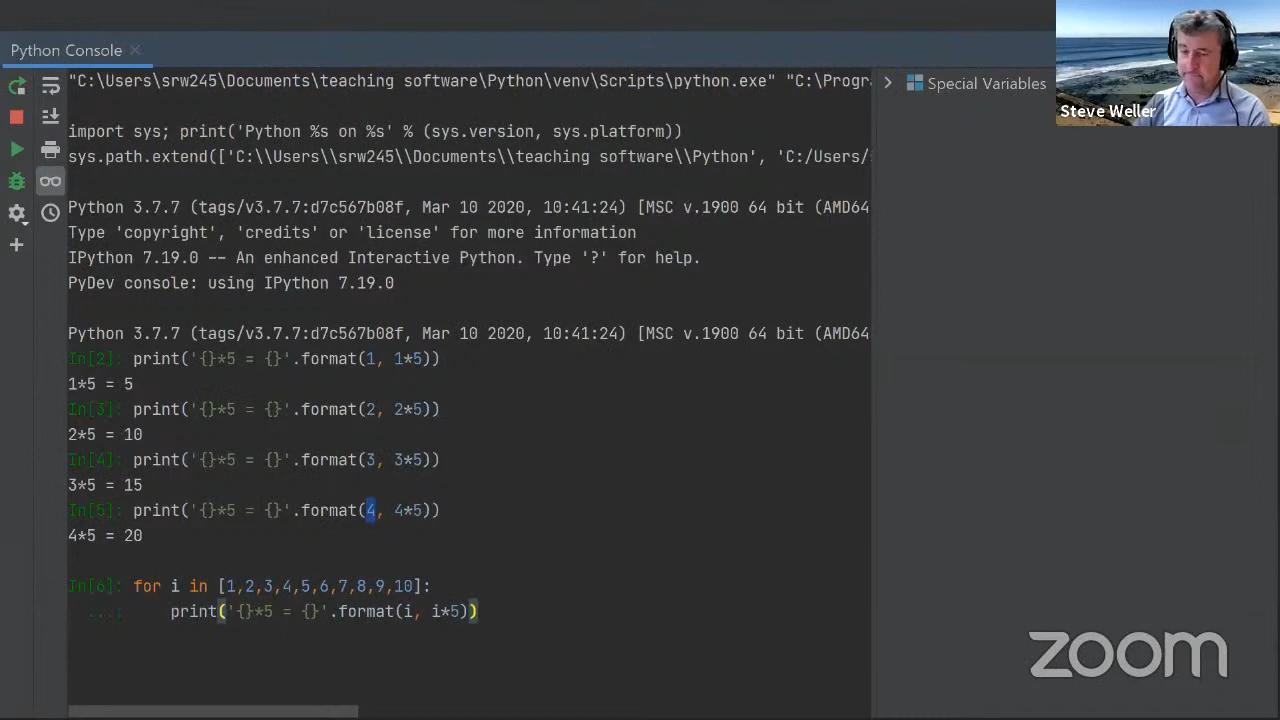 Python Console
"C:\Users\srw245\Documents\teaching software\Python\venv\Scripts\python.exe" "C:\Progr
Special Variables
Steve Weller
import sys; print('Python %s on %s' % (sys.version, sys.platform))
sys.path.extend(['C:\\Users\\srw245\\Documents\\teaching software\\Python', 'C:/Users/
Python 3.7.7 (tags/v3.7.7:d7c567b08f, Mar 10 2020, 10:41:24) [MSC v.1900 64 bit (AMD64
Type 'copyright', 'credits' or 'license' for more information
IPython 7.19.0 -- An enhanced Interactive Python. Type '?' for help.
PyDev console: using IPython 7.19.0
Python 3.7.7 (tags/v3.7.7:d7c567b08f, Mar 10 2020, 10:41:24) [MSC v.1900 64 bit (AMD64
In[2]: print('{}*5 = {}'.format(1, 1*5))
1*5 = 5
In[3]: print('{}*5 = {}'.format(2, 2*5))
2*5 = 10
In[4]: print('{}*5 = {}'.format(3, 3*5))
3*5 = 15
In[5]: print('{}*5 = {}'.format(4, 4*5))
4*5 = 20
In[6]: for i in [1,2,3,4,5,6,7,8,9,10]:
...: print('{}*5 = {}'.format(i, i*5))
zoom